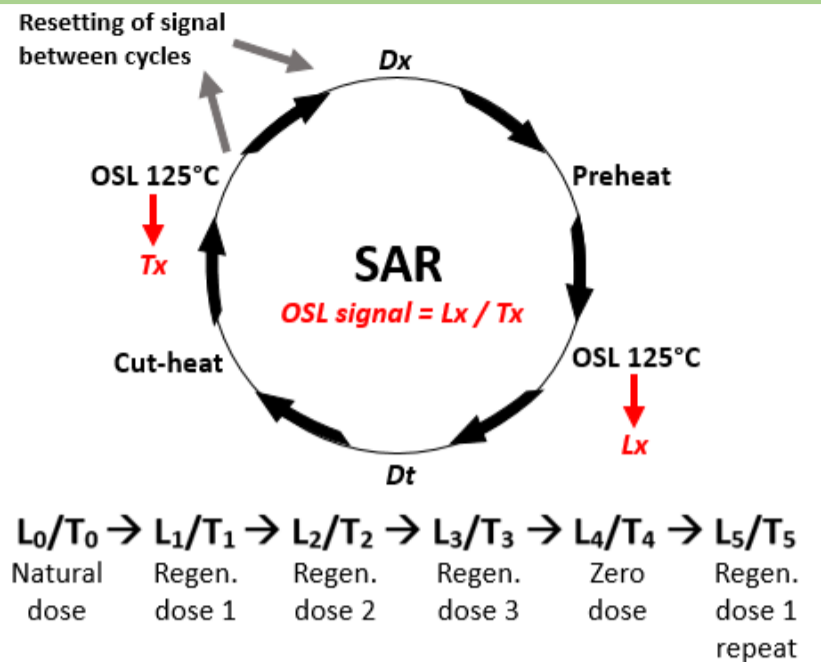 Resetting of signal
between cycles
Dx
OSL 125°C
Preheat
Tx
SAR
OSL signal = Lx / Tx
Cut-heat
OSL 125°C
Lx
Dt
L₀/T₀ → L₁/T₁ → L₂/T₂ → L₃/T₃ → L₄/T₄ → L₅/T₅
Natural Regen. Regen. Regen. Zero Regen.
dose dose 1 dose 2 dose 3 dose dose 1
repeat